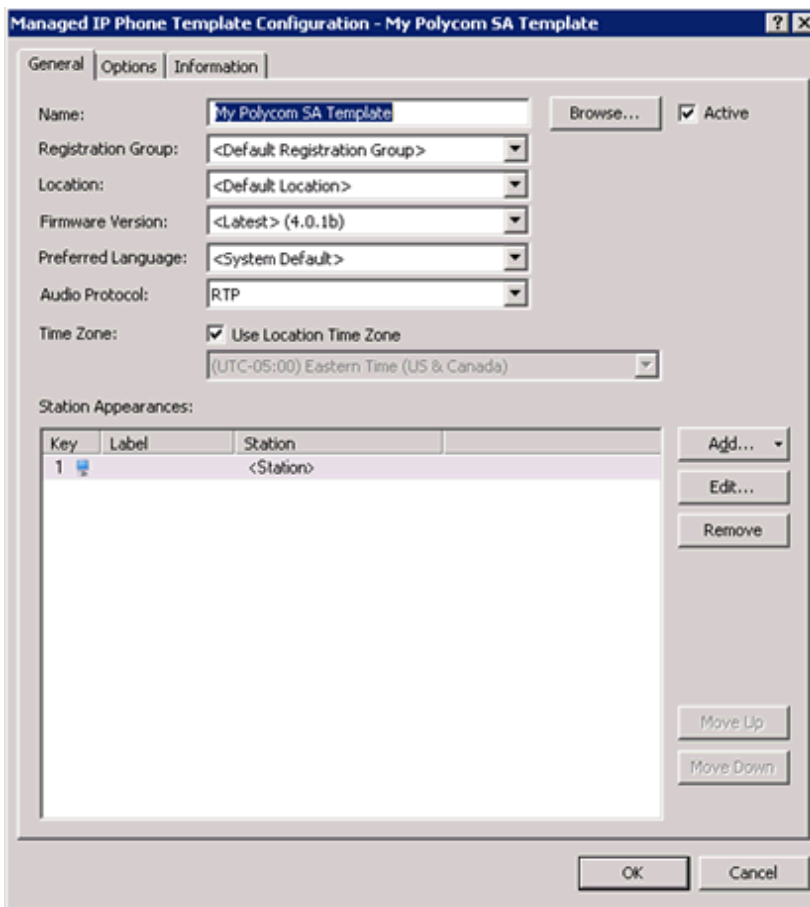 Managed IP Phone Template Configuration - My Polycom SA Template
General Options Information
Name: My Polycom SA Template Browse... Active
Registration Group: <Default Registration Group>
Location: <Default Location>
Firmware Version: <Latest> (4.0.1b)
Preferred Language: <System Default>
Audio Protocol: RTP
Time Zone: Use Location Time Zone
(UTC-05:00) Eastern Time (US & Canada)
Station Appearances:
Key Label Station Add...
1 <Station>
Edit...
Remove
Move Up
Move Down
OK Cancel